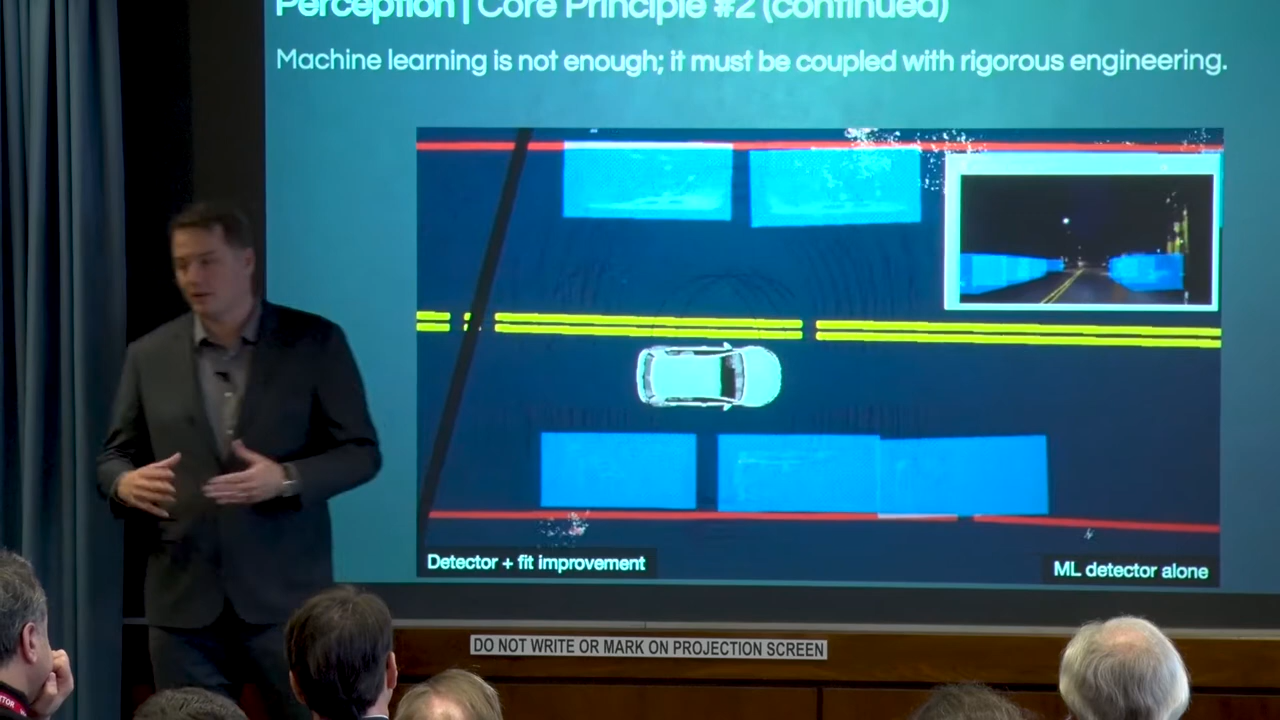 Perception | Core Principle #2 (continued)
Machine learning is not enough; it must be coupled with rigorous engineering.
Detector + fit improvement
ML detector alone
DO NOT WRITE OR MARK ON PROJECTION SCREEN